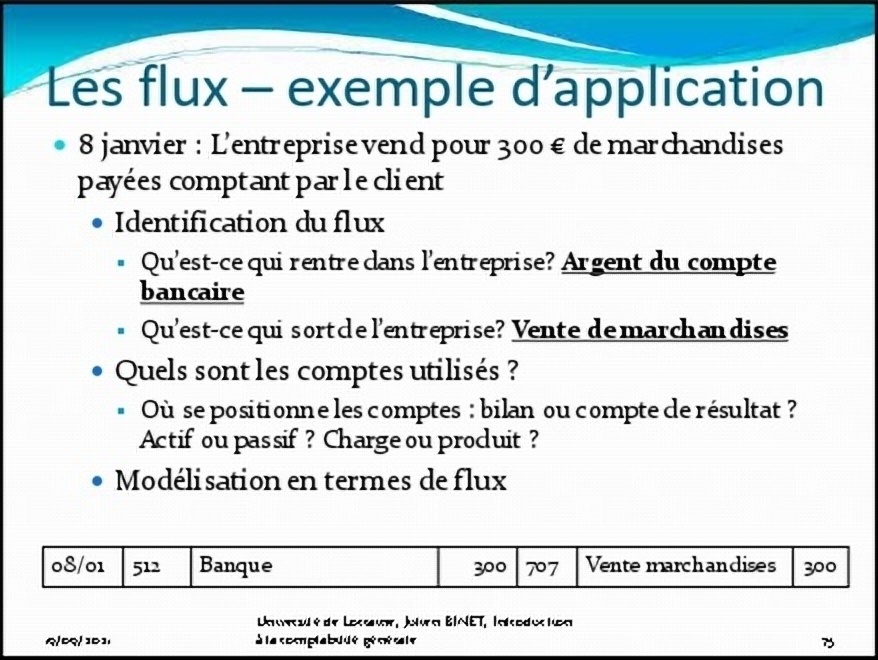 Les flux – exemple d'application
8 janvier : L'entreprise vend pour 300 € de marchandises
payées comptant par le client
Identification du flux
Qu'est-ce qui rentre dans l'entreprise? Argent du compte
bancaire
Qu'est-ce qui sort de l'entreprise? Vente de marchandises
Quels sont les comptes utilisés ?
Où se positionne les comptes : bilan ou compte de résultat ?
Actif ou passif ? Charge ou produit ?
Modélisation en termes de flux
08/01 512 Banque 300 707 Vente marchandises 300
Université de BINET, Introduction
à la comptabilité générale